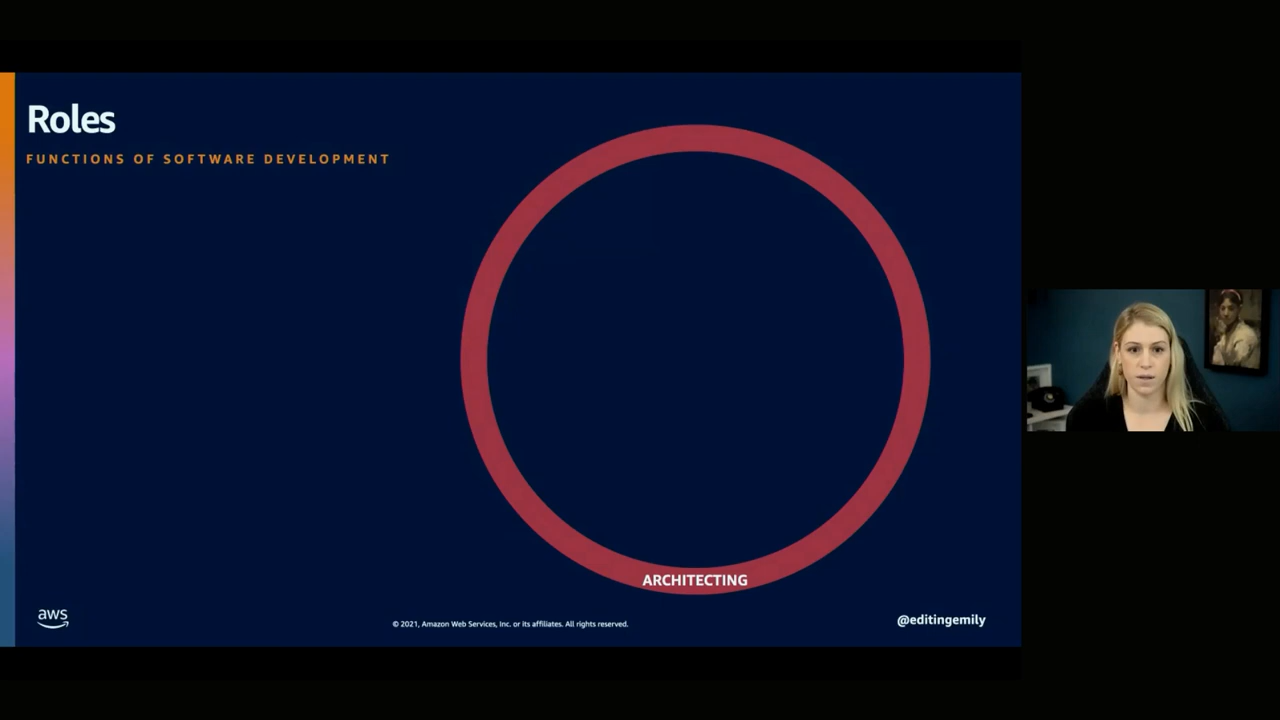 Roles
FUNCTIONS OF SOFTWARE DEVELOPMENT
ARCHITECTING
aws
© 2021, Amazon Web Services, Inc. or its affiliates. All rights reserved.
@editingemily